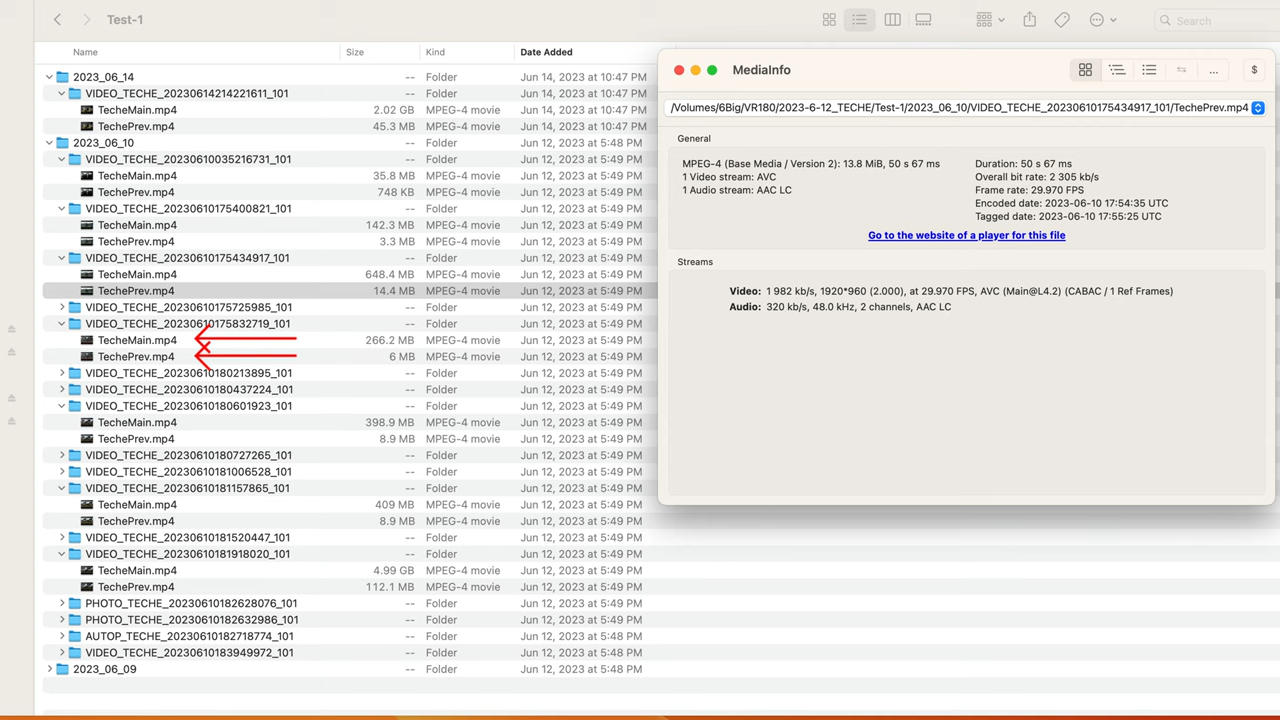 Test-1
Search
Name Size Kind Date Added
2023_06_14 -- Folder Jun 14, 2023 at 10:47 PM
VIDEO_TECHE_20230614214221611_101 -- Folder Jun 14, 2023 at 10:47 PM
TecheMain.mp4 2.02 GB MPEG-4 movie Jun 14, 2023 at 10:47 PM
TechePrev.mp4 45.3 MB MPEG-4 movie Jun 14, 2023 at 10:47 PM
2023_06_10 -- Folder Jun 12, 2023 at 5:48 PM
VIDEO_TECHE_20230610035216731_101 -- Folder Jun 12, 2023 at 5:49 PM
TecheMain.mp4 35.8 MB MPEG-4 movie Jun 12, 2023 at 5:49 PM
TechePrev.mp4 748 KB MPEG-4 movie Jun 12, 2023 at 5:49 PM
VIDEO_TECHE_20230610175400821_101 -- Folder Jun 12, 2023 at 5:49 PM
TecheMain.mp4 142.3 MB MPEG-4 movie Jun 12, 2023 at 5:49 PM
TechePrev.mp4 3.3 MB MPEG-4 movie Jun 12, 2023 at 5:49 PM
VIDEO_TECHE_20230610175434917_101 -- Folder Jun 12, 2023 at 5:49 PM
TecheMain.mp4 648.4 MB MPEG-4 movie Jun 12, 2023 at 5:49 PM
TechePrev.mp4 14.4 MB MPEG-4 movie Jun 12, 2023 at 5:49 PM
VIDEO_TECHE_20230610175725985_101 -- Folder Jun 12, 2023 at 5:49 PM
VIDEO_TECHE_20230610175832719_101 -- Folder Jun 12, 2023 at 5:49 PM
TecheMain.mp4 266.2 MB MPEG-4 movie Jun 12, 2023 at 5:49 PM
TechePrev.mp4 6 MB MPEG-4 movie Jun 12, 2023 at 5:49 PM
VIDEO_TECHE_20230610180213895_101 -- Folder Jun 12, 2023 at 5:49 PM
VIDEO_TECHE_20230610180437224_101 -- Folder Jun 12, 2023 at 5:49 PM
VIDEO_TECHE_20230610180601923_101 -- Folder Jun 12, 2023 at 5:49 PM
TecheMain.mp4 398.9 MB MPEG-4 movie Jun 12, 2023 at 5:49 PM
TechePrev.mp4 8.9 MB MPEG-4 movie Jun 12, 2023 at 5:49 PM
VIDEO_TECHE_20230610180727265_101 -- Folder Jun 12, 2023 at 5:49 PM
VIDEO_TECHE_20230610181006528_101 -- Folder Jun 12, 2023 at 5:49 PM
VIDEO_TECHE_20230610181157865_101 -- Folder Jun 12, 2023 at 5:49 PM
TecheMain.mp4 409 MB MPEG-4 movie Jun 12, 2023 at 5:49 PM
TechePrev.mp4 8.9 MB MPEG-4 movie Jun 12, 2023 at 5:49 PM
VIDEO_TECHE_20230610181520447_101 -- Folder Jun 12, 2023 at 5:49 PM
VIDEO_TECHE_20230610181918020_101 -- Folder Jun 12, 2023 at 5:49 PM
TecheMain.mp4 4.99 GB MPEG-4 movie Jun 12, 2023 at 5:49 PM
TechePrev.mp4 112.1 MB MPEG-4 movie Jun 12, 2023 at 5:49 PM
PHOTO_TECHE_20230610182628076_101 -- Folder Jun 12, 2023 at 5:49 PM
PHOTO_TECHE_20230610182632986_101 -- Folder Jun 12, 2023 at 5:49 PM
AUTOP_TECHE_20230610182718774_101 -- Folder Jun 12, 2023 at 5:48 PM
VIDEO_TECHE_20230610183949972_101 -- Folder Jun 12, 2023 at 5:48 PM
2023_06_09 -- Folder Jun 12, 2023 at 5:48 PM
MediaInfo
... $
/Volumes/6Big/VR180/2023-6-12_TECHE/Test-1/2023_06_10/VIDEO_TECHE_20230610175434917_101/TechePrev.mp4
General
MPEG-4 (Base Media / Version 2): 13.8 MiB, 50 s 67 ms
1 Video stream: AVC
1 Audio stream: AAC LC
Duration: 50 s 67 ms
Overall bit rate: 2 305 kb/s
Frame rate: 29.970 FPS
Encoded date: 2023-06-10 17:54:35 UTC
Tagged date: 2023-06-10 17:55:25 UTC
Go to the website of a player for this file
Streams
Video: 1 982 kb/s, 1920*960 (2.000), at 29.970 FPS, AVC (Main@L4.2) (CABAC / 1 Ref Frames)
Audio: 320 kb/s, 48.0 kHz, 2 channels, AAC LC